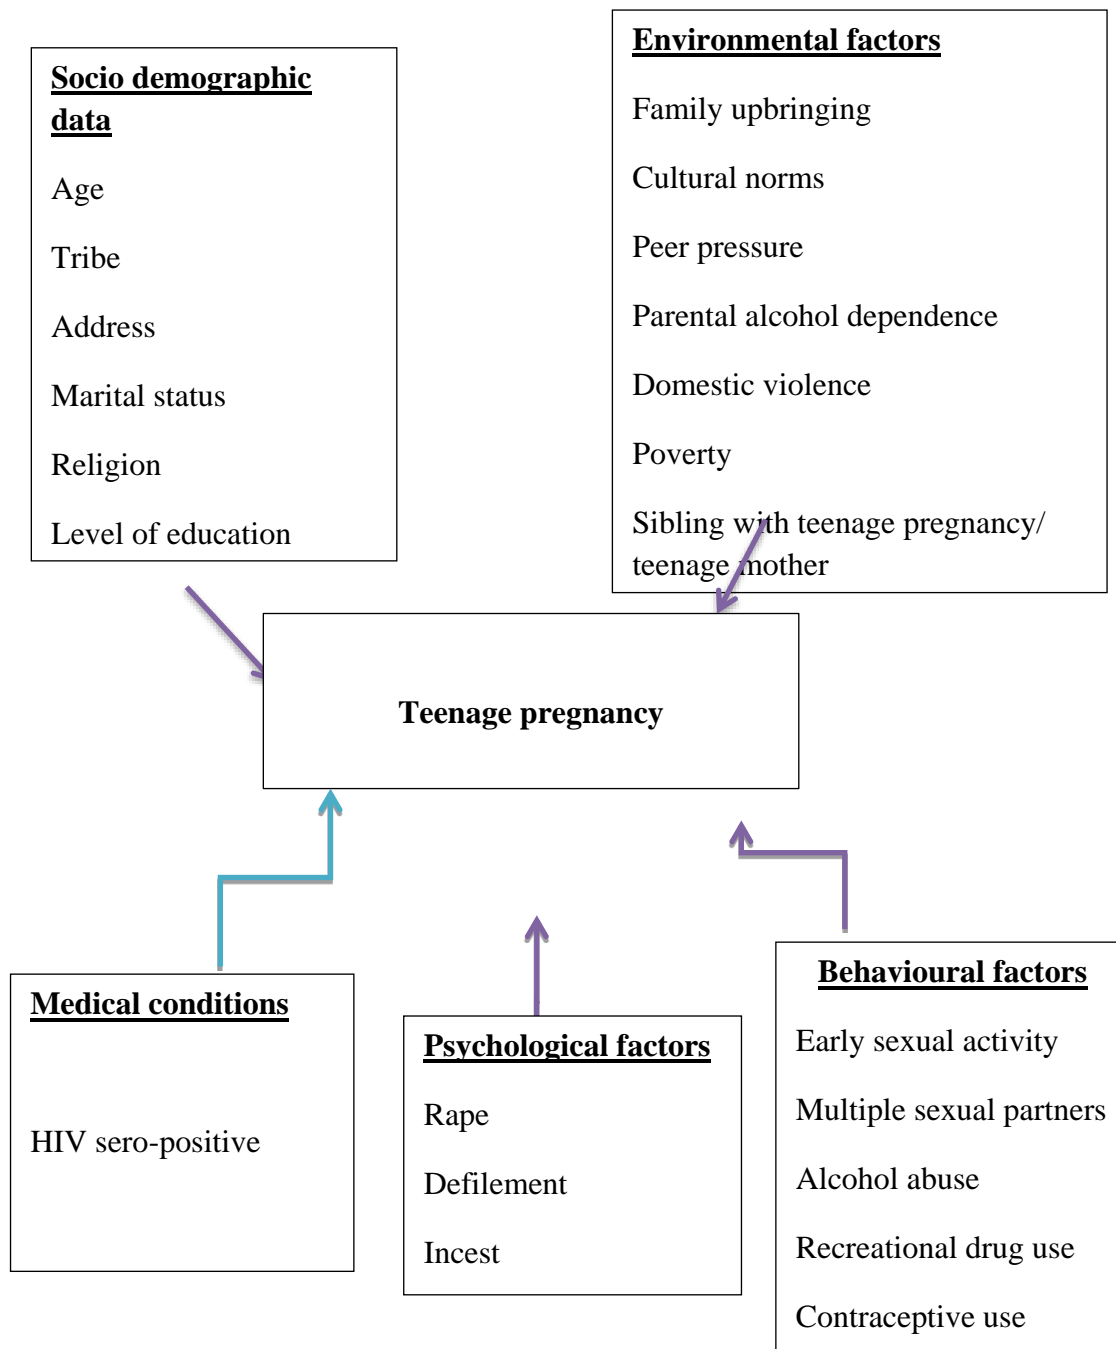 Socio demographic
data
Age
Tribe
Address
Marital status
Religion
Level of education
Environmental factors
Family upbringing
Cultural norms
Peer pressure
Parental alcohol dependence
Domestic violence
Poverty
Sibling with teenage pregnancy/
teenage mother
Teenage pregnancy
Medical conditions
HIV sero-positive
Psychological factors
Rape
Defilement
Incest
Behavioural factors
Early sexual activity
Multiple sexual partners
Alcohol abuse
Recreational drug use
Contraceptive use